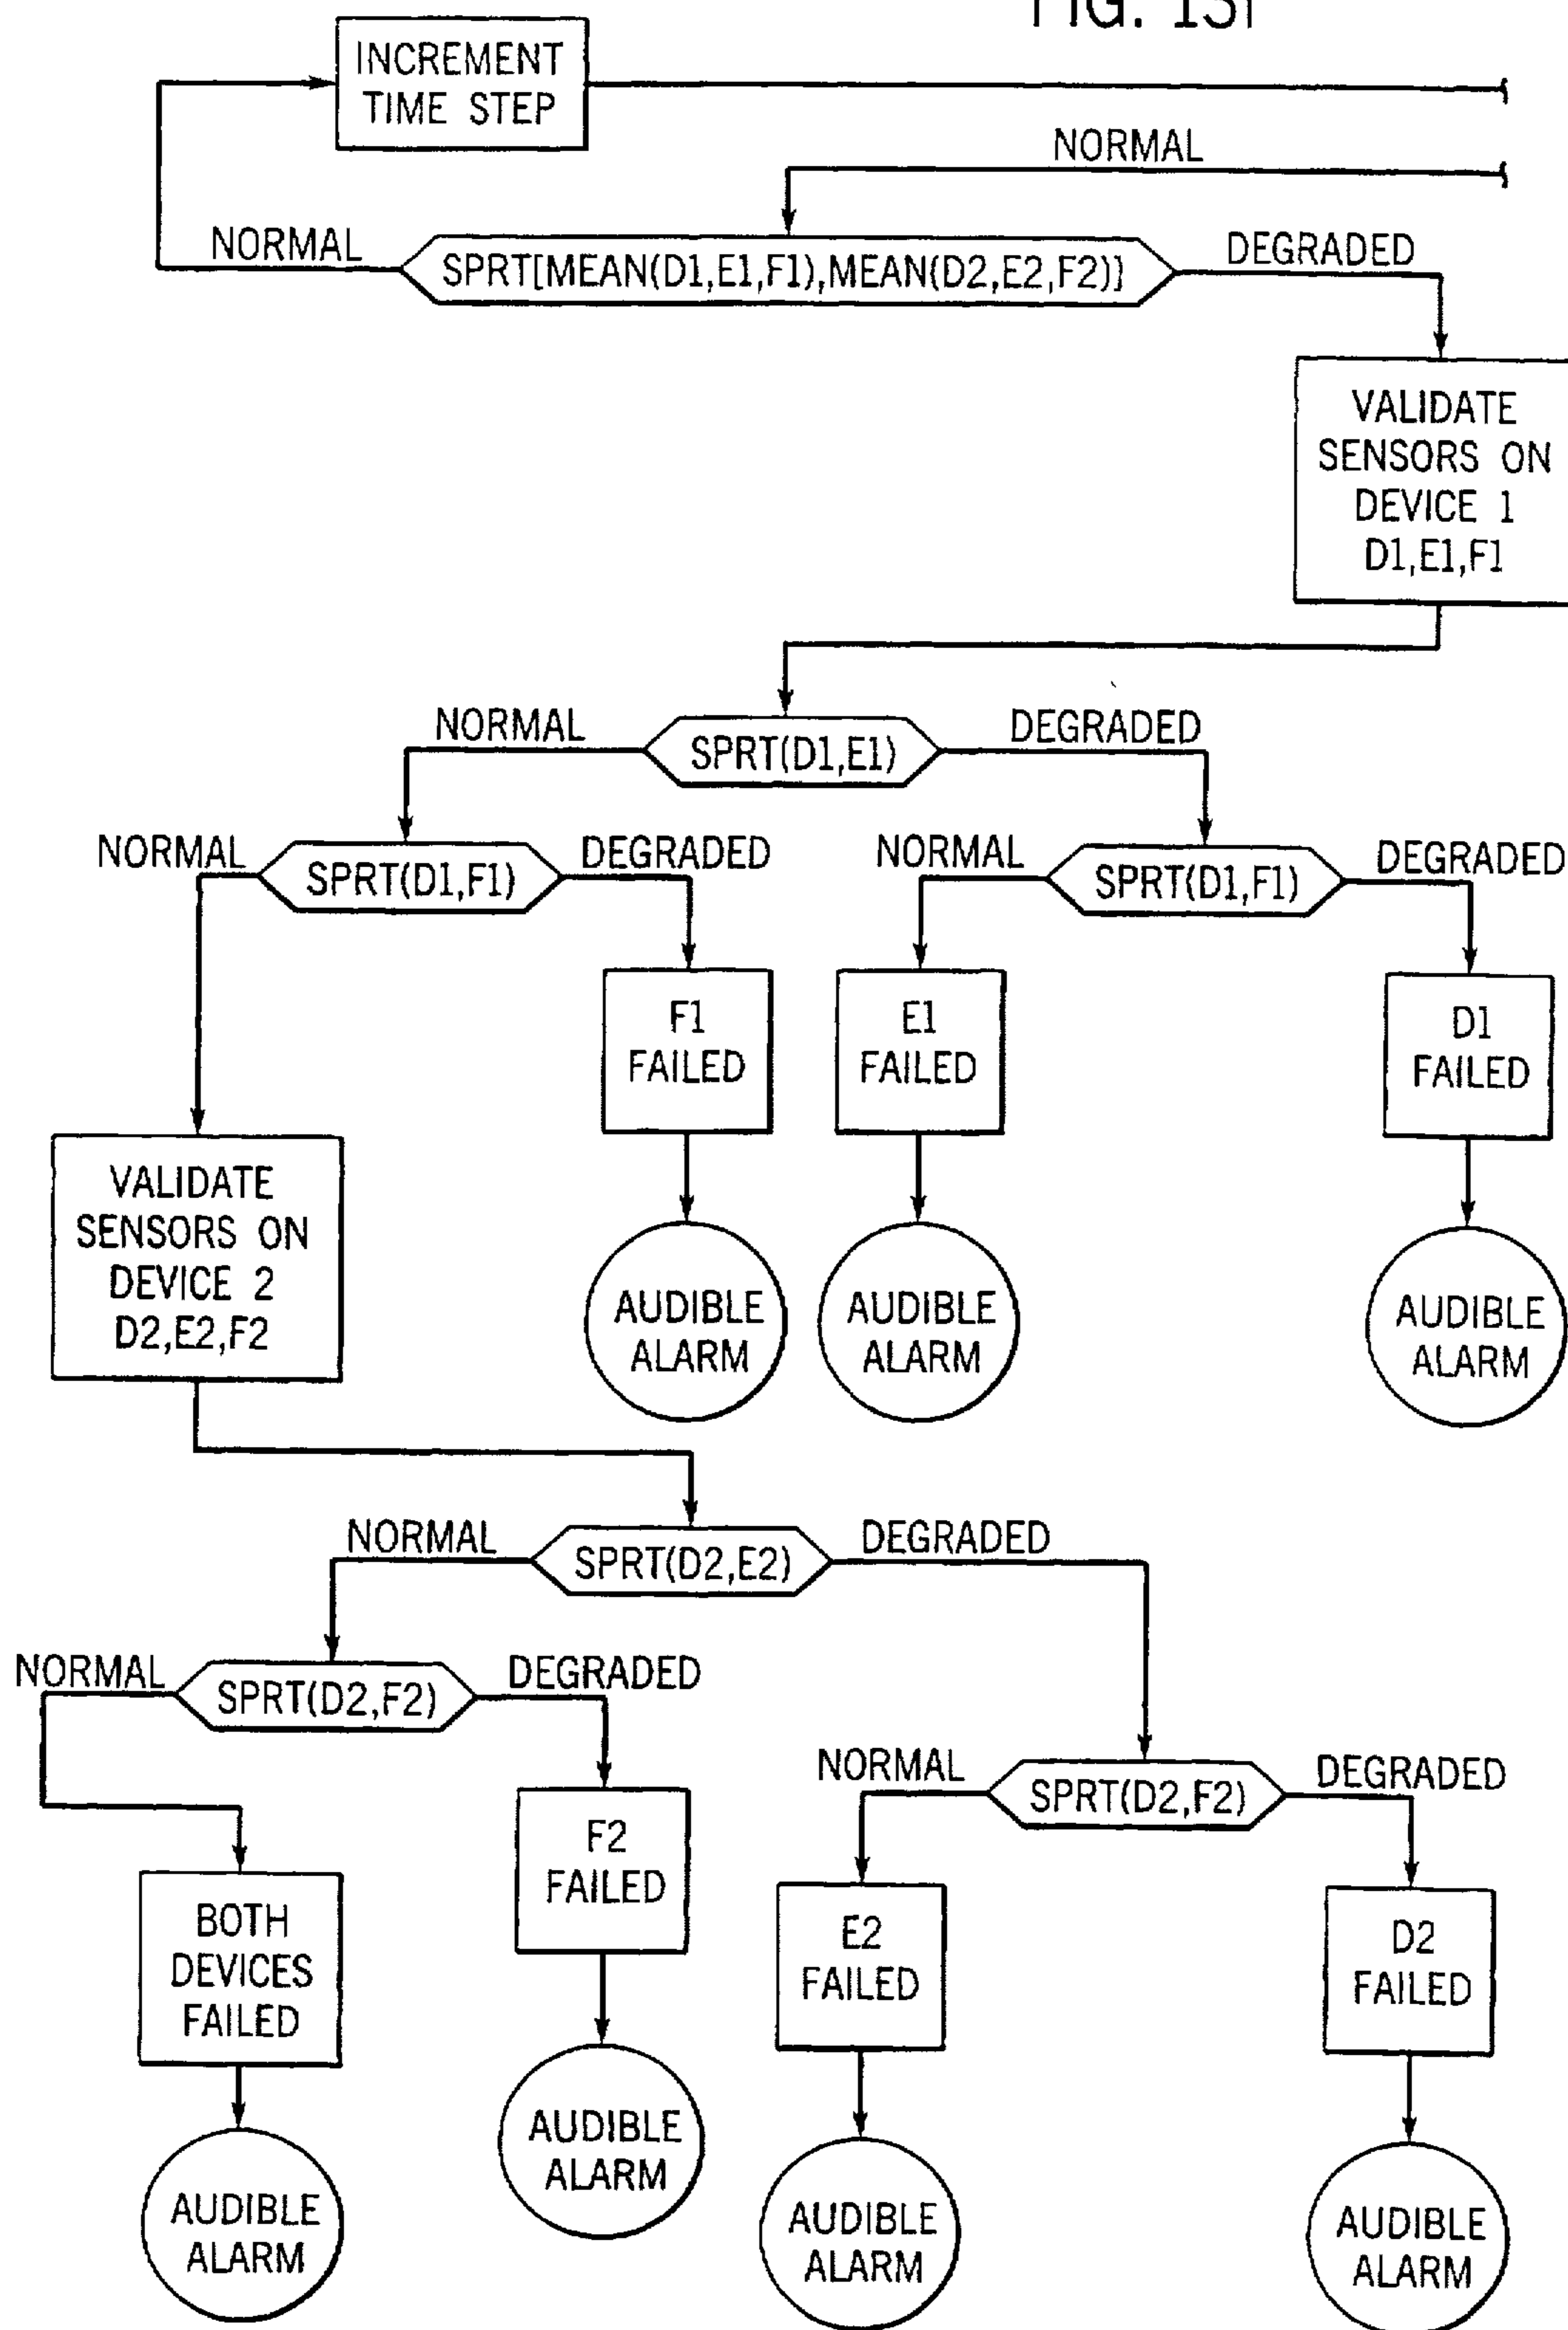 INCREMENT
TIME STEP
NORMAL
NORMAL
SPRT[MEAN(D1,E1,F1),MEAN(D2,E2,F2)]
DEGRADED
VALIDATE
SENSORS ON
DEVICE 1
D1,E1,F1
NORMAL
SPRT(D1,E1)
DEGRADED
NORMAL
SPRT(D1,F1)
DEGRADED
NORMAL
SPRT(D1,F1)
DEGRADED
F1
FAILED
E1
FAILED
D1
FAILED
VALIDATE
SENSORS ON
DEVICE 2
D2,E2,F2
AUDIBLE
ALARM
AUDIBLE
ALARM
AUDIBLE
ALARM
NORMAL
SPRT(D2,E2)
DEGRADED
NORMAL
SPRT(D2,F2)
DEGRADED
NORMAL
SPRT(D2,F2)
DEGRADED
BOTH
DEVICES
FAILED
F2
FAILED
E2
FAILED
D2
FAILED
AUDIBLE
ALARM
AUDIBLE
ALARM
AUDIBLE
ALARM
AUDIBLE
ALARM